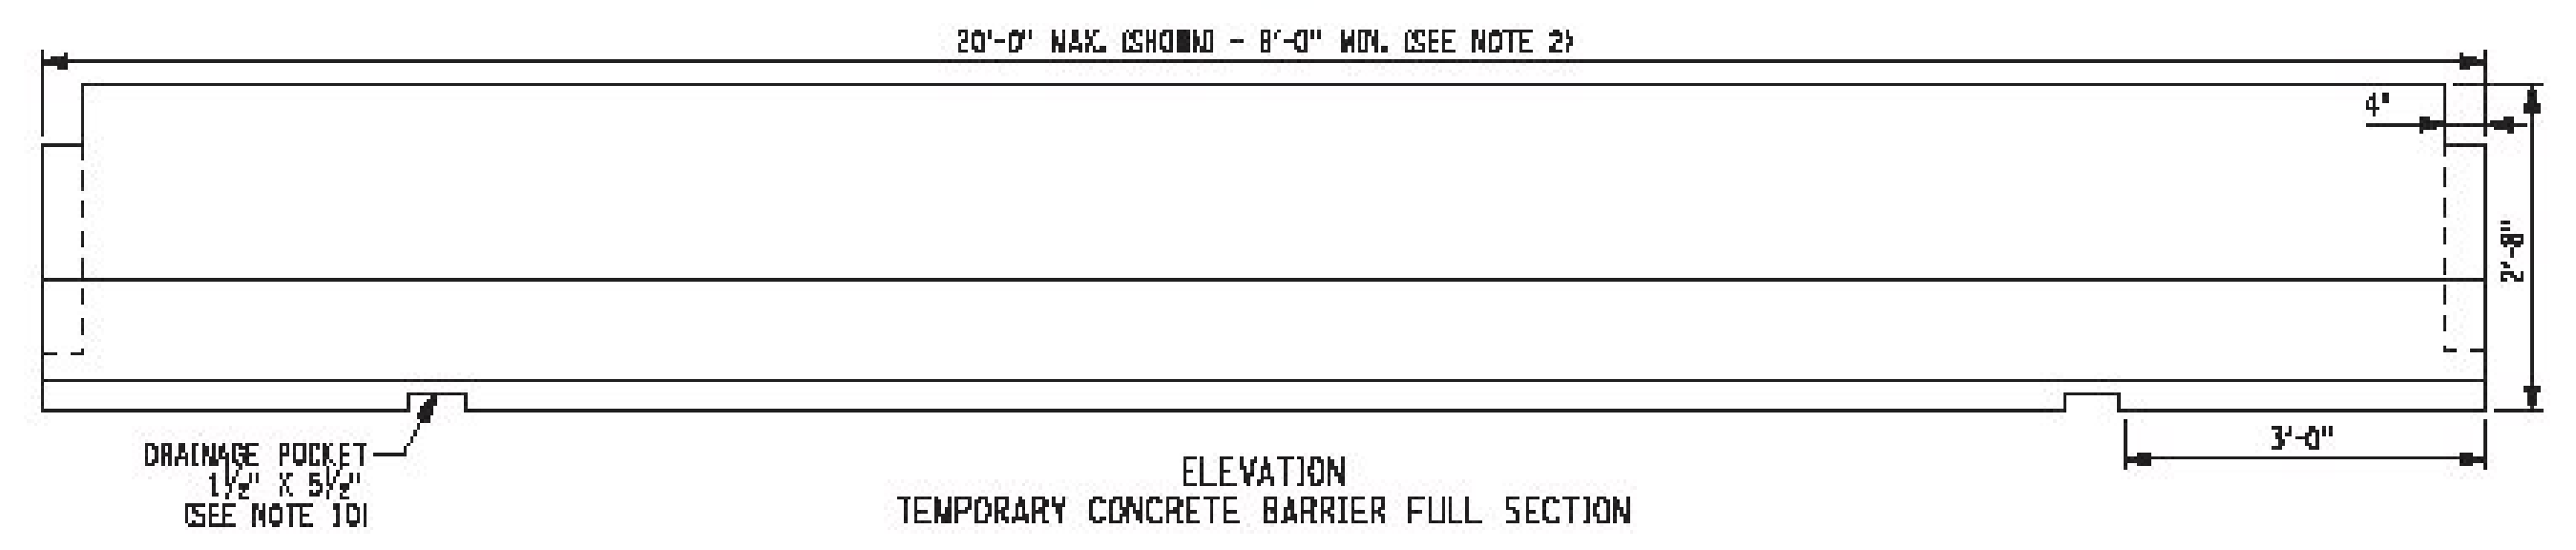 20'-0" MAX. (SHOWN) - 8'-0" MIN. (SEE NOTE 2)
4"
2'-8"
3'-0"
DRAINAGE POCKET
1½" X 5½"
(SEE NOTE 10)
ELEVATION
TEMPORARY CONCRETE BARRIER FULL SECTION